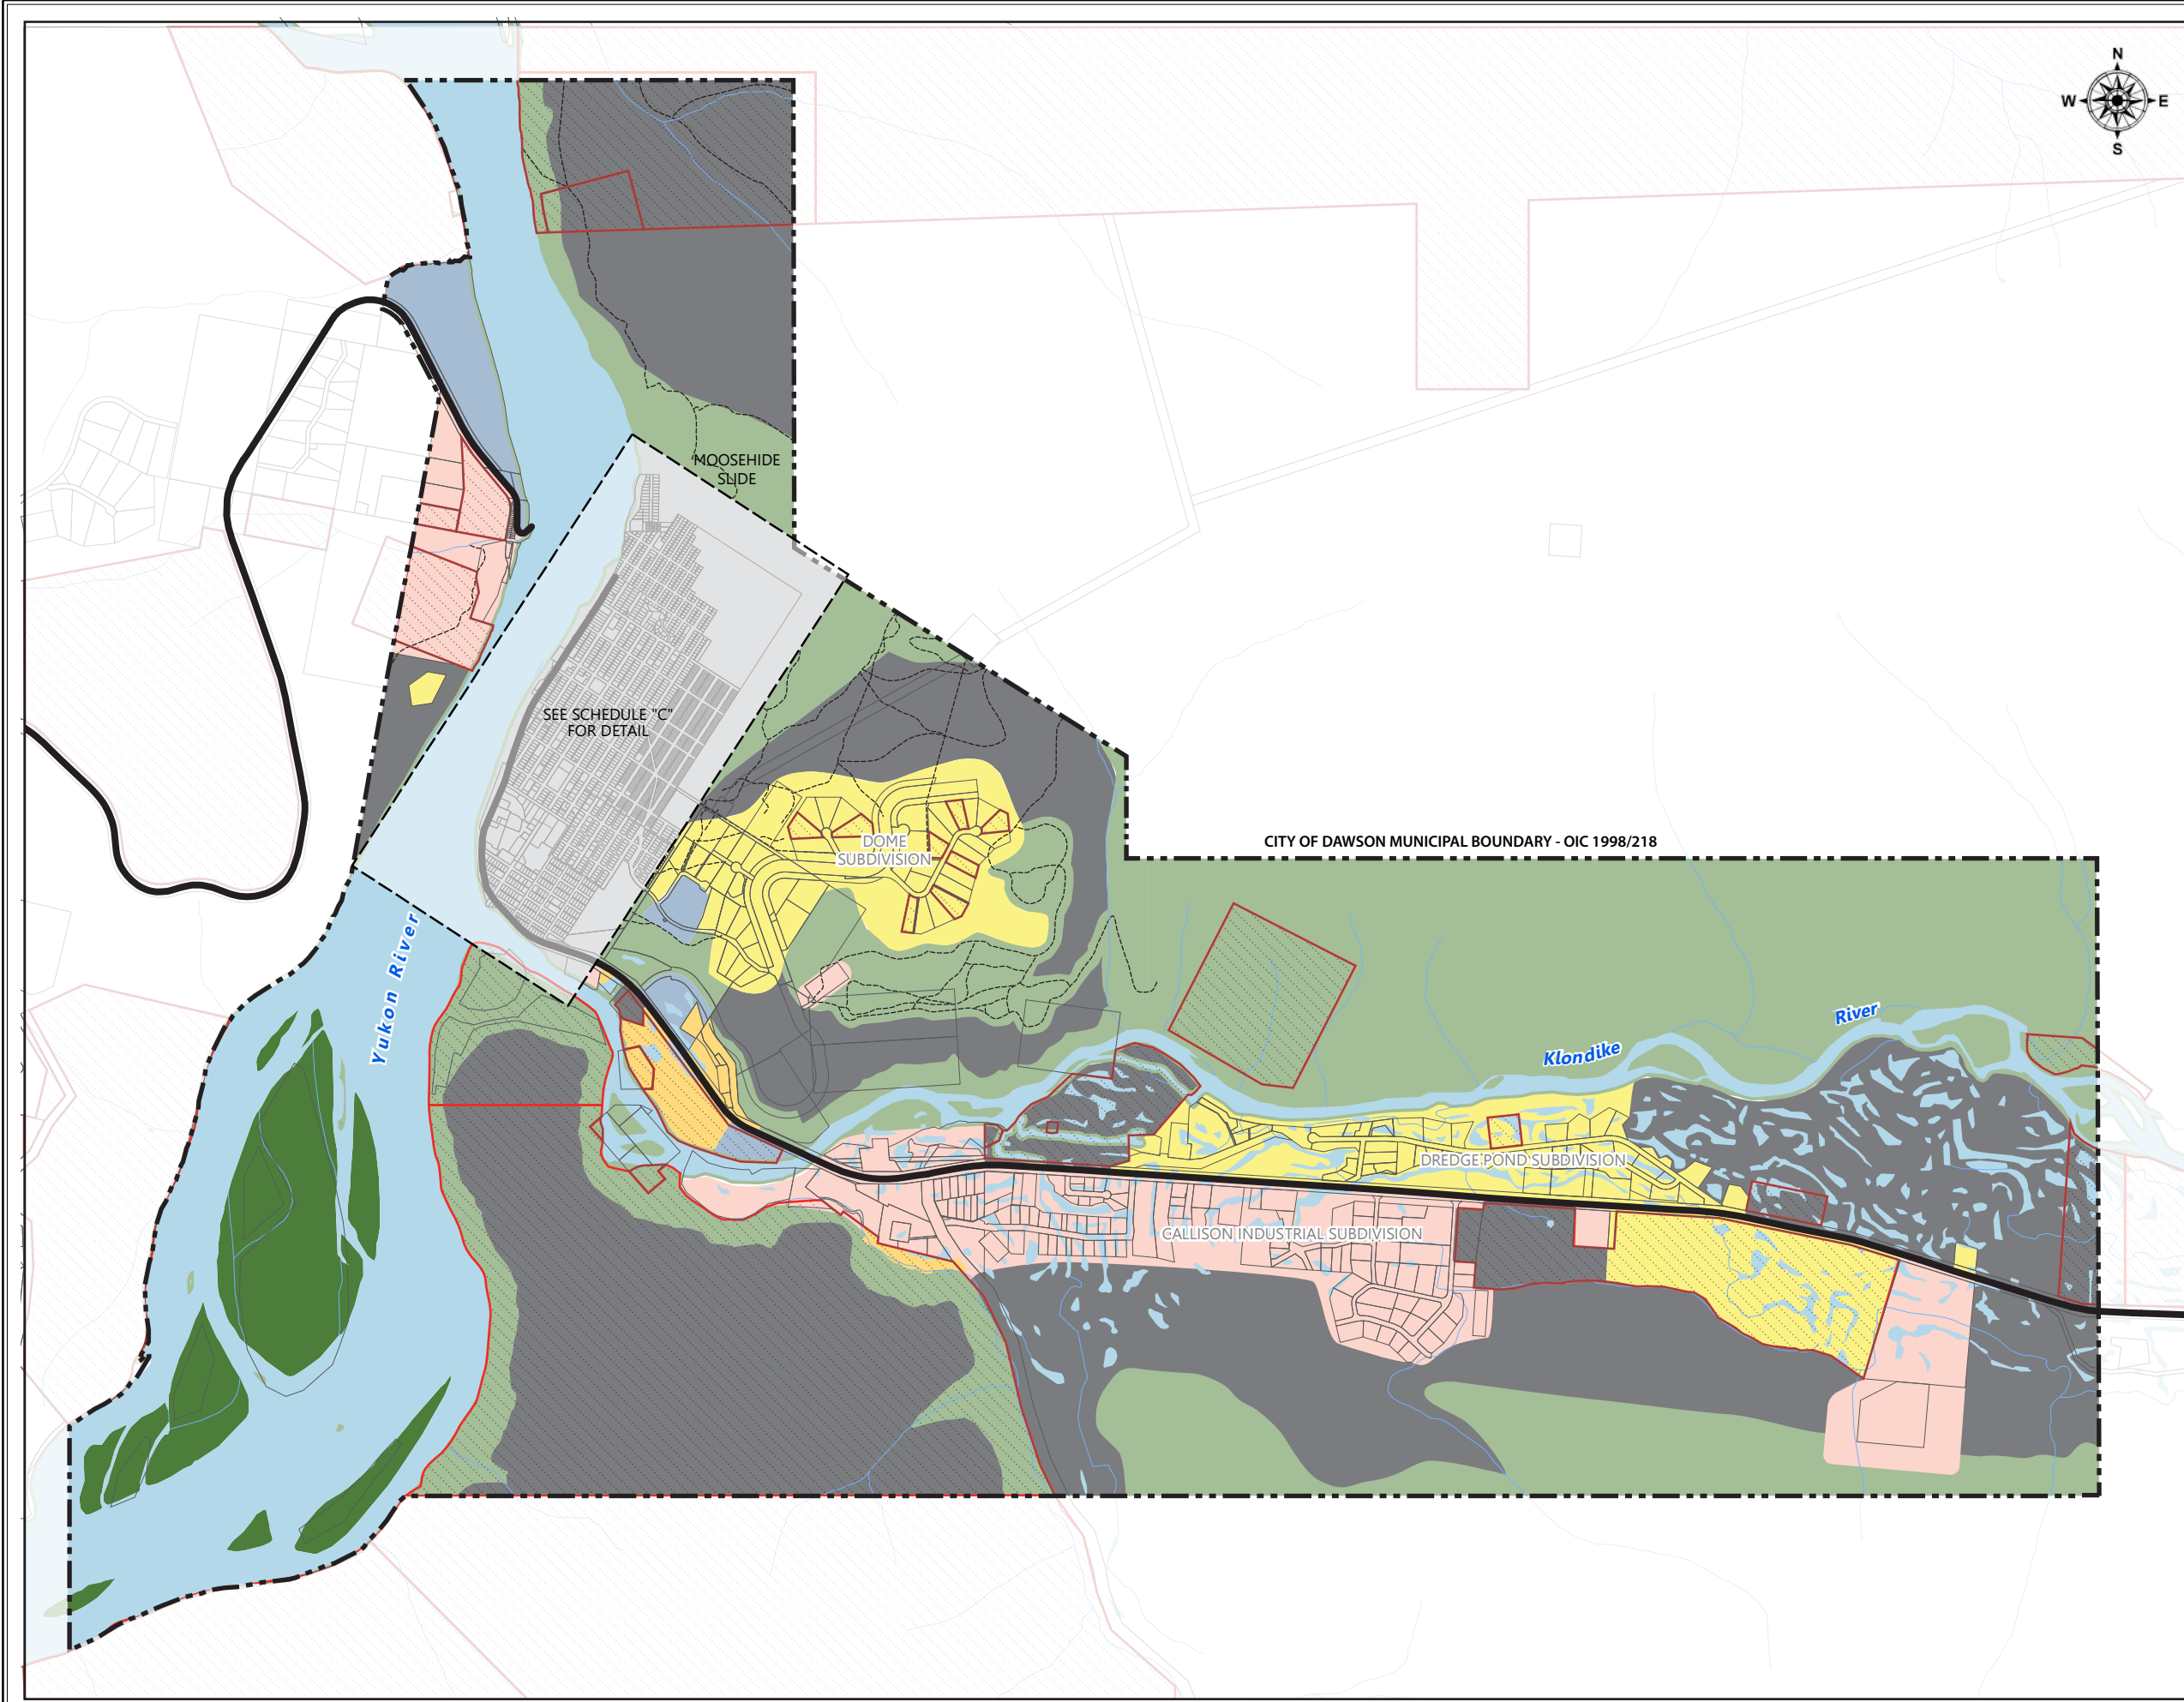 N
W E
S
MOOSEHIDE
SLIDE
SEE SCHEDULE "C"
FOR DETAIL
DOME
SUBDIVISION
CITY OF DAWSON MUNICIPAL BOUNDARY - OIC 1998/218
Yukon River
Klondike River
DREDGE POND SUBDIVISION
CALLISON INDUSTRIAL SUBDIVISION